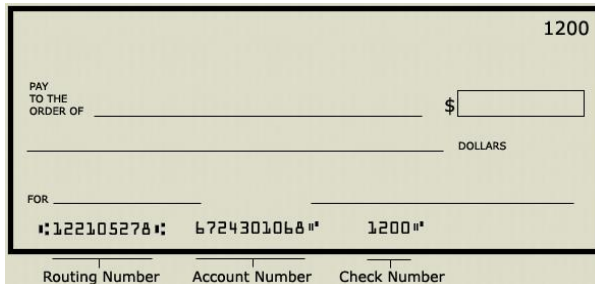 1200
PAY
TO THE
ORDER OF $
DOLLARS
FOR
⑆122105278⑆ 6724301068⑈ 1200⑈
Routing Number Account Number Check Number